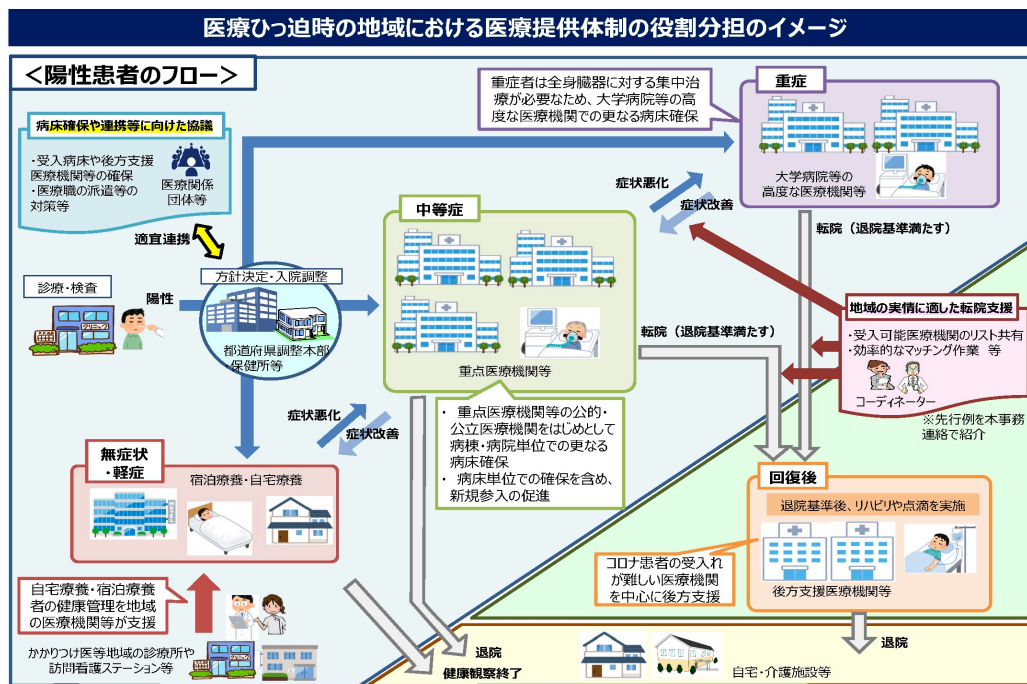 医療ひっ迫時の地域における医療提供体制の役割分担のイメージ
＜陽性患者のフロー＞
病床確保や連携等に向けた協議
・受入病床や後方支援
医療機関等の確保
・医療職の派遣等の
対策等
医療関係
団体等
適宜連携
重症者は全身臓器に対する集中治
療が必要なため、大学病院等の高
度な医療機関での更なる病床確保
重症
大学病院等の
高度な医療機関等
症状悪化
症状改善
転院（退院基準満たす）
診療・検査
クリニック
陽性
方針決定・入院調整
都道府県調整本部
・保健所等
中等症
重点医療機関等
転院（退院基準満たす）
地域の実情に適した転院支援
・受入可能医療機関のリスト共有
・効率的なマッチング作業　等
コーディネーター
※先行例を本事務
連絡で紹介
症状悪化
症状改善
・ 重点医療機関等の公的・
公立医療機関をはじめとして
病棟・病院単位での更なる
病床確保
・ 病床単位での確保を含め、
新規参入の促進
無症状
・軽症
宿泊療養・自宅療養
回復後
退院基準後、リハビリや点滴を実施
後方支援医療機関等
コロナ患者の受入れ
が難しい医療機関
を中心に後方支援
自宅療養・宿泊療養
者の健康管理を地域
の医療機関等が支援
かかりつけ医等地域の診療所や
訪問看護ステーション等
クリニック
退院
健康観察終了
退院
自宅・介護施設等